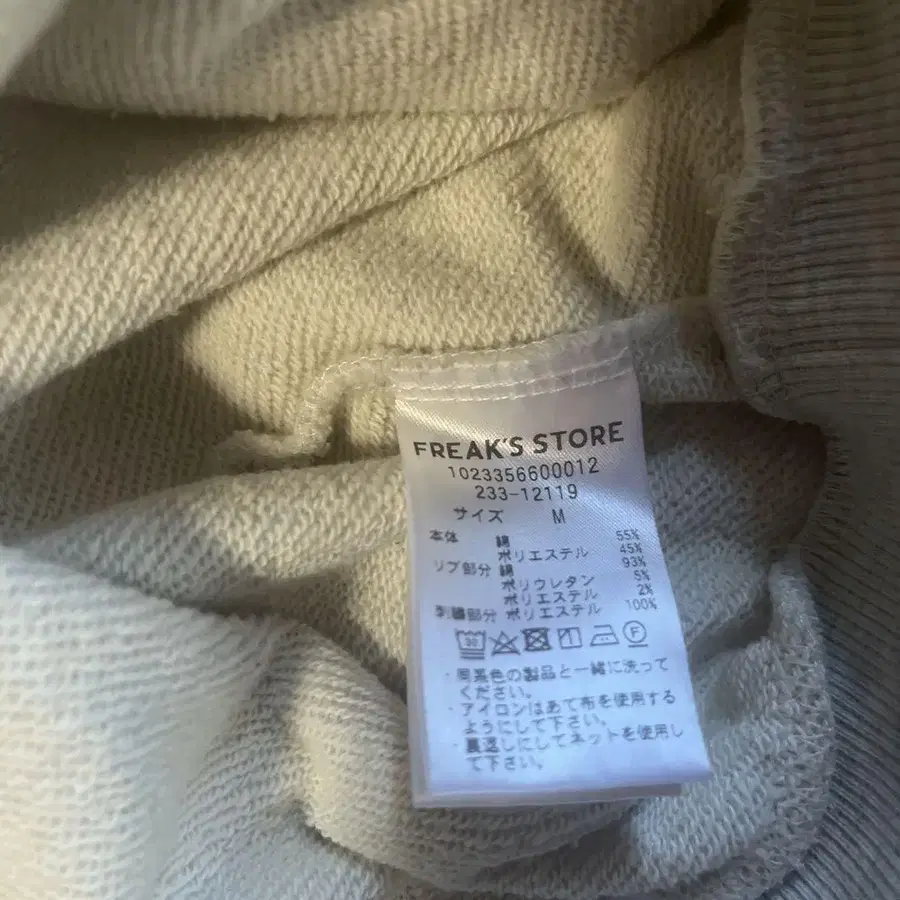 FREAK'S STORE
1023356600012
233-12119
サイズ M
本体 綿 55%
ポリエステル 45%
リブ部分 綿 93%
ポリウレタン 5%
ポリエステル 2%
刺繍部分 ポリエステル 100%
30 F
・同系色の製品と一緒に洗って
ください。
・アイロンはあて布を使用する
ようにして下さい。
・裏返しにしてネットを使用し
て下さい。